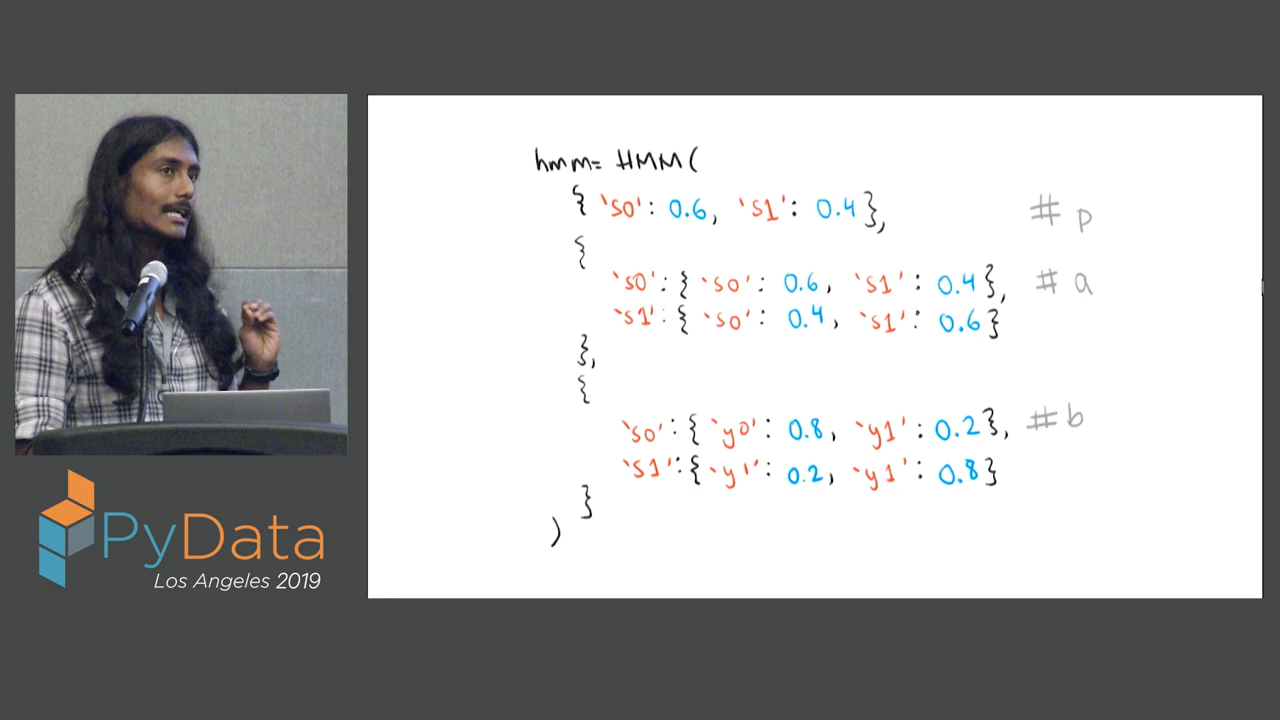 hmm= HMM(
{ 's0': 0.6, 's1': 0.4}, # p
{
's0': { 's0': 0.6, 's1': 0.4}, # a
's1': { 's0': 0.4, 's1': 0.6}
},
{
's0': { 'y0': 0.8, 'y1': 0.2}, # b
's1': { 'y1': 0.2, 'y1': 0.8}
}
)
PyData
Los Angeles 2019